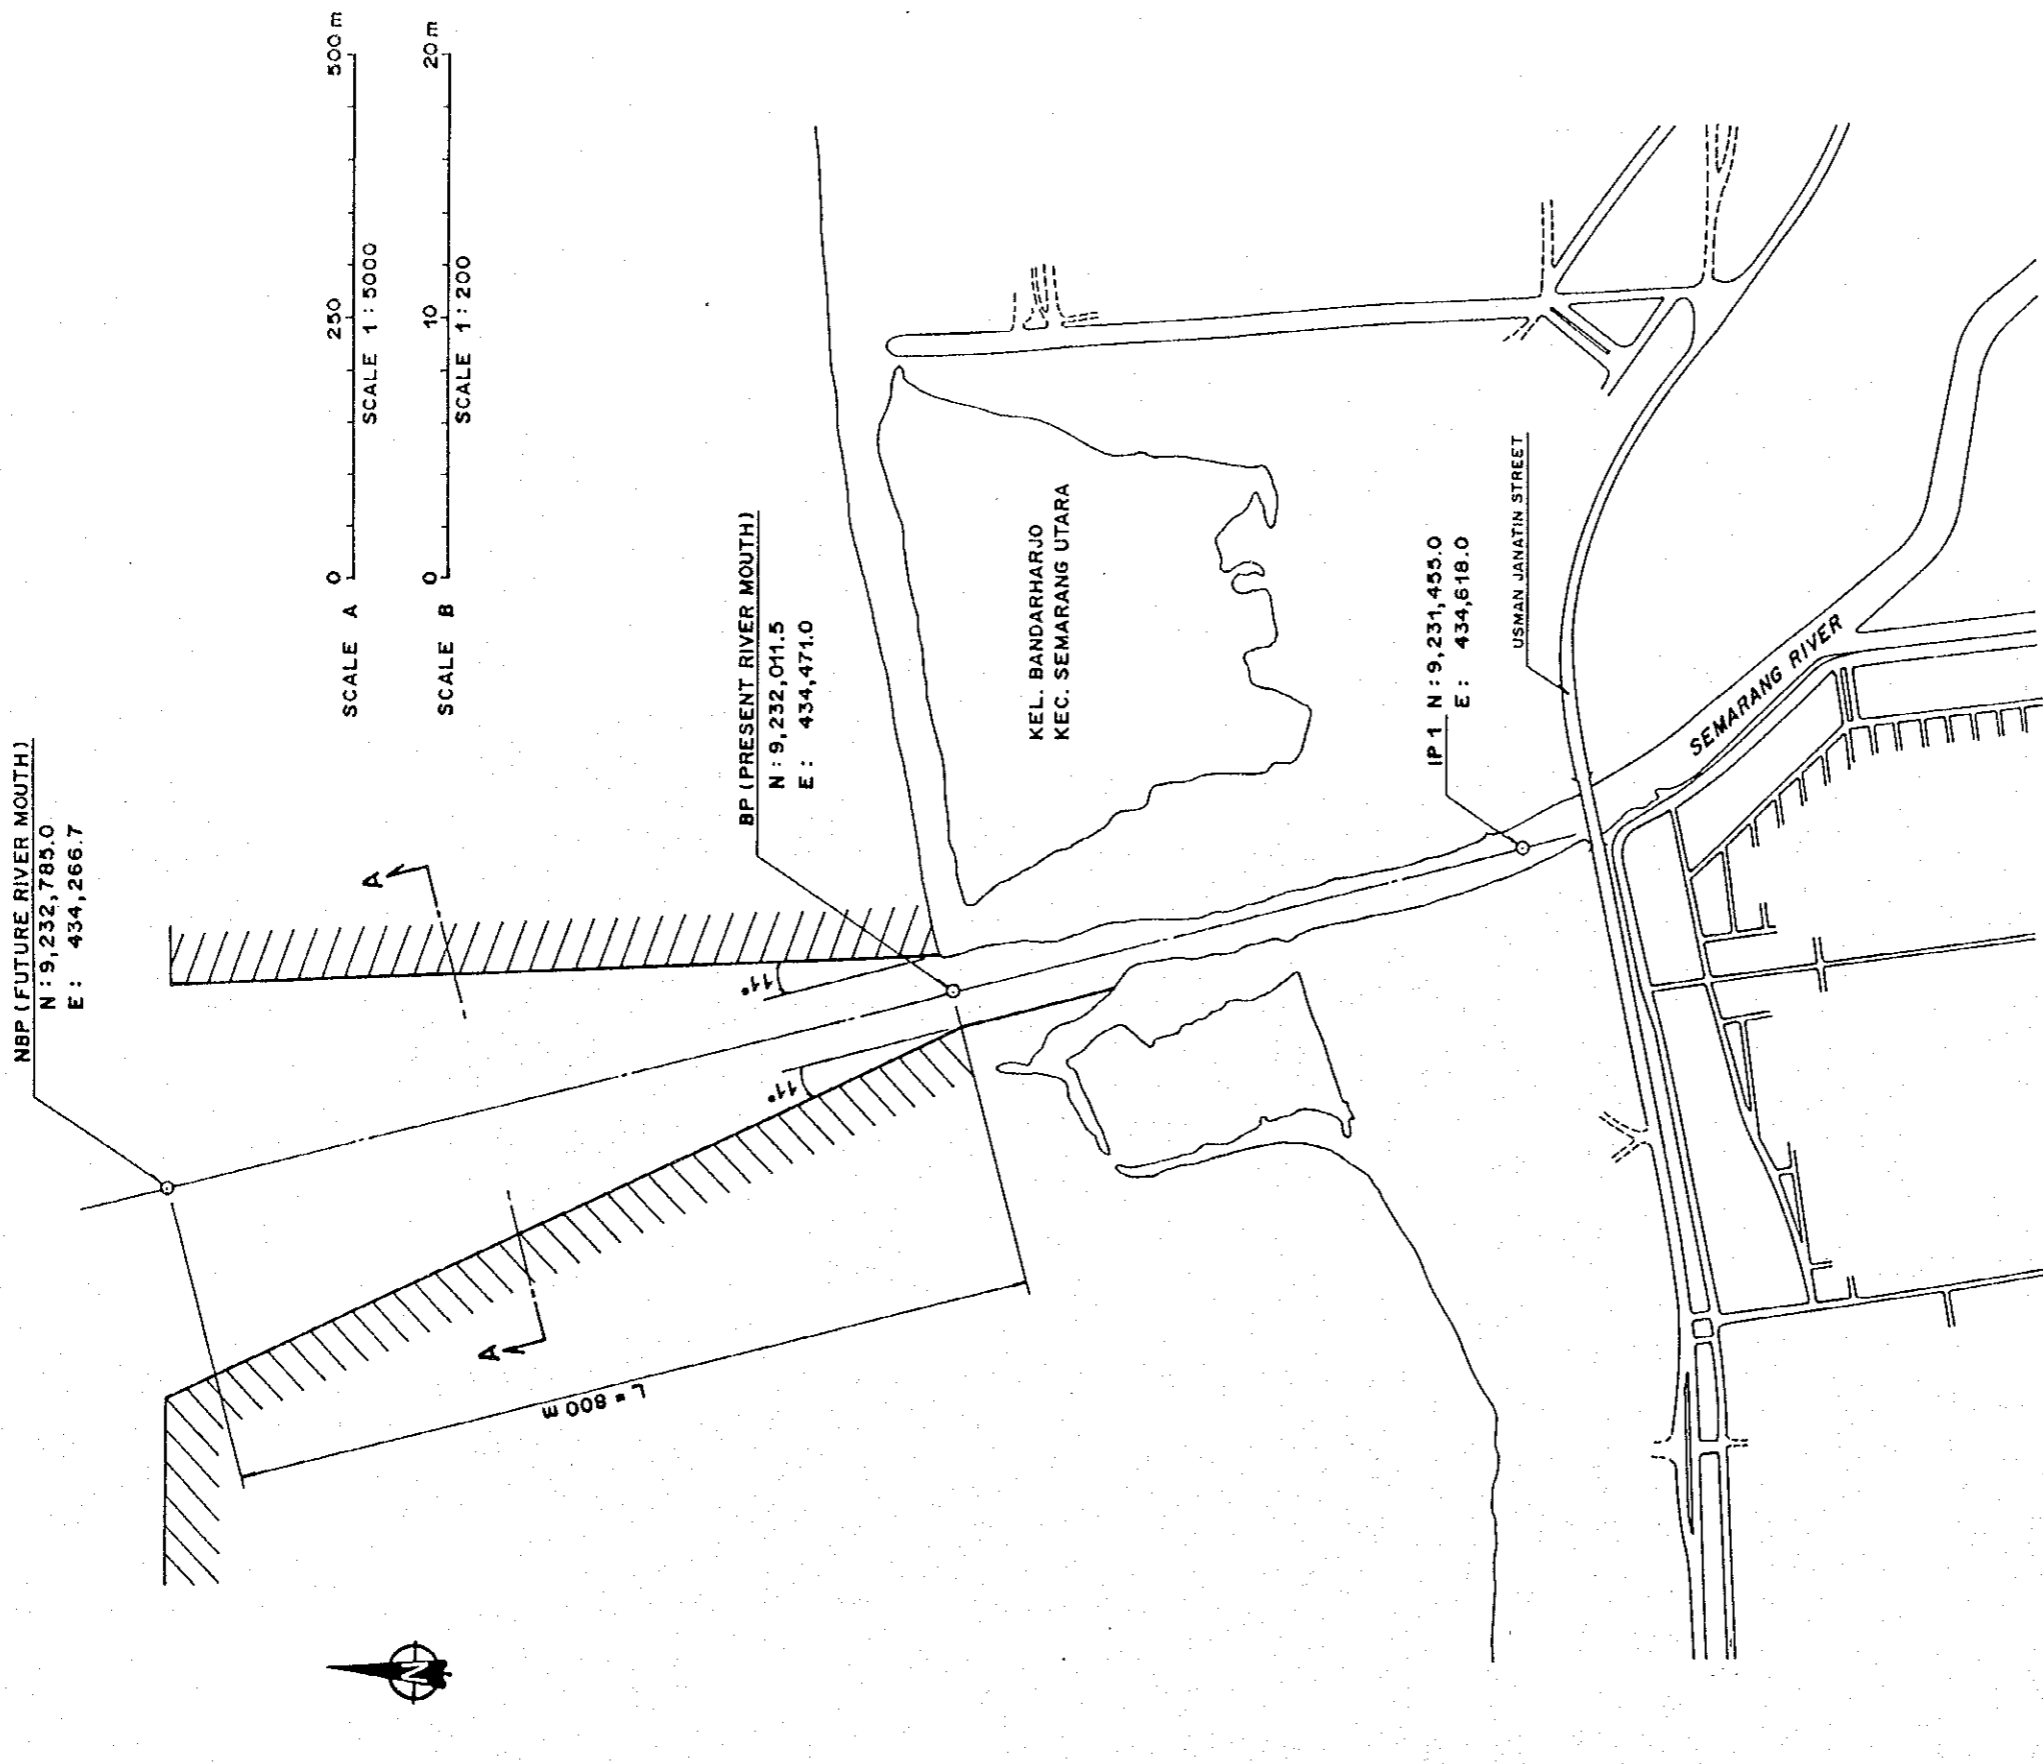 NBP (FUTURE RIVER MOUTH)
N : 9,232,785.0
E : 434,266.7
SCALE A
0
250
500 m
SCALE 1 : 5000
SCALE B
0
10
20 m
SCALE 1 : 200
BP (PRESENT RIVER MOUTH)
N : 9,232,011.5
E : 434,471.0
A
A
11°
11°
L = 800 m
KEL. BANDARHARJO
KEC. SEMARANG UTARA
IP 1 N : 9,231,455.0
E : 434,618.0
USMAN JANATIN STREET
SEMARANG RIVER
N